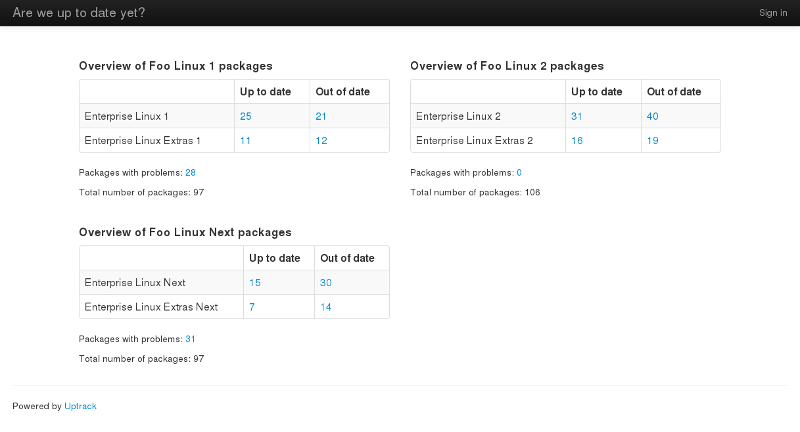 Are we up to date yet?
Sign in
Overview of Foo Linux 1 packages
Up to date Out of date
Enterprise Linux 1 25 21
Enterprise Linux Extras 1 11 12
Packages with problems: 28
Total number of packages: 97
Overview of Foo Linux 2 packages
Up to date Out of date
Enterprise Linux 2 31 40
Enterprise Linux Extras 2 16 19
Packages with problems: 0
Total number of packages: 106
Overview of Foo Linux Next packages
Up to date Out of date
Enterprise Linux Next 15 30
Enterprise Linux Extras Next 7 14
Packages with problems: 31
Total number of packages: 97
Powered by Uptrack